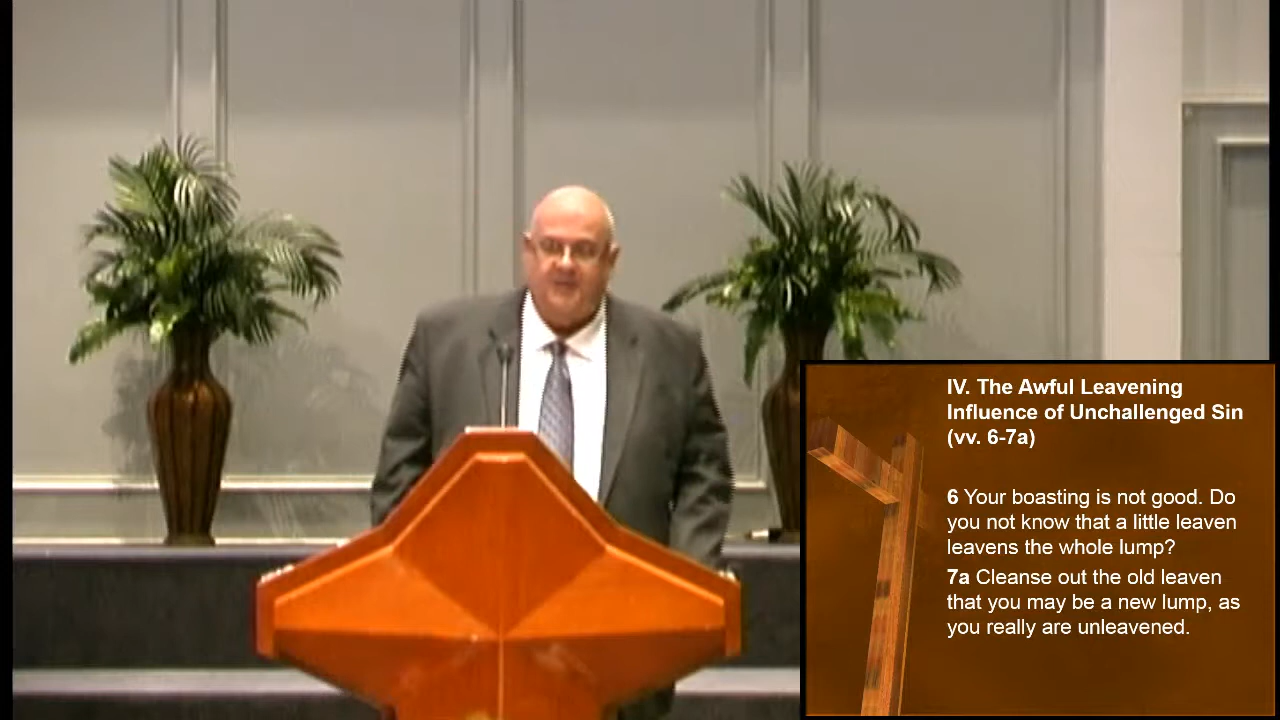 IV. The Awful Leavening
Influence of Unchallenged Sin
(vv. 6-7a)
6 Your boasting is not good. Do
you not know that a little leaven
leavens the whole lump?
7a Cleanse out the old leaven
that you may be a new lump, as
you really are unleavened.